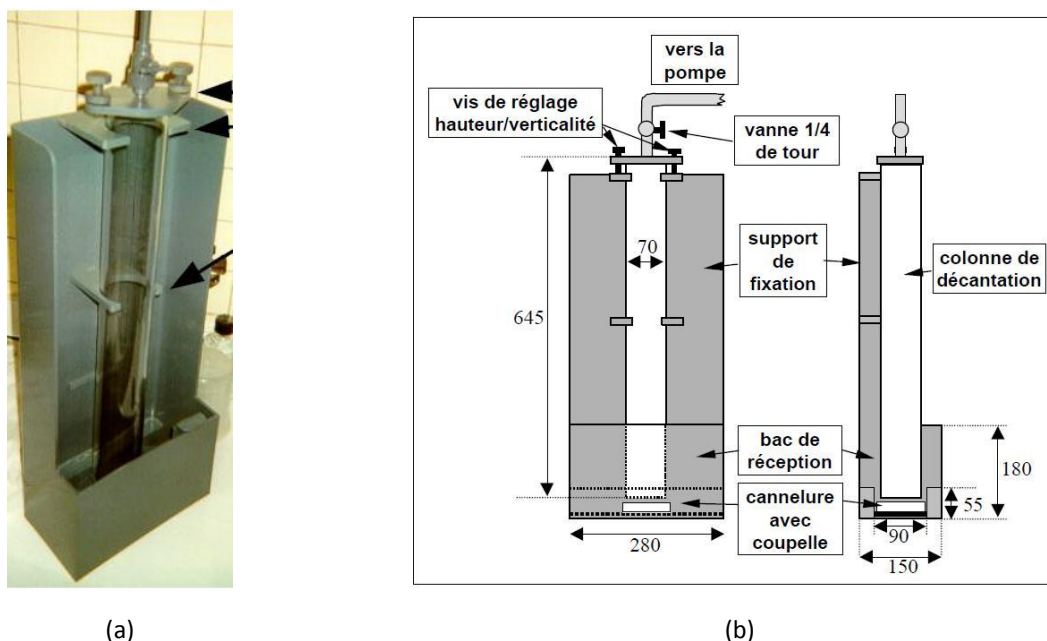 vers la
pompe
vis de réglage
hauteur/verticalité
vanne 1/4
de tour
70
support
de
fixation
colonne de
décantation
645
bac de
réception
180
cannelure
avec
coupelle
55
90
280
150
(a)
(b)